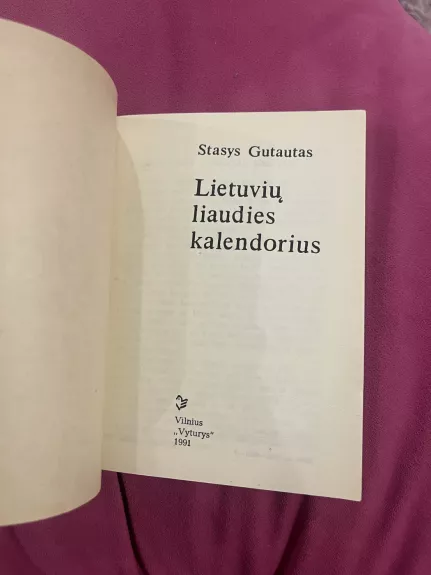 Stasys Gutautas
Lietuvių
liaudies
kalendorius
Vilnius
„Vyturys“
1991